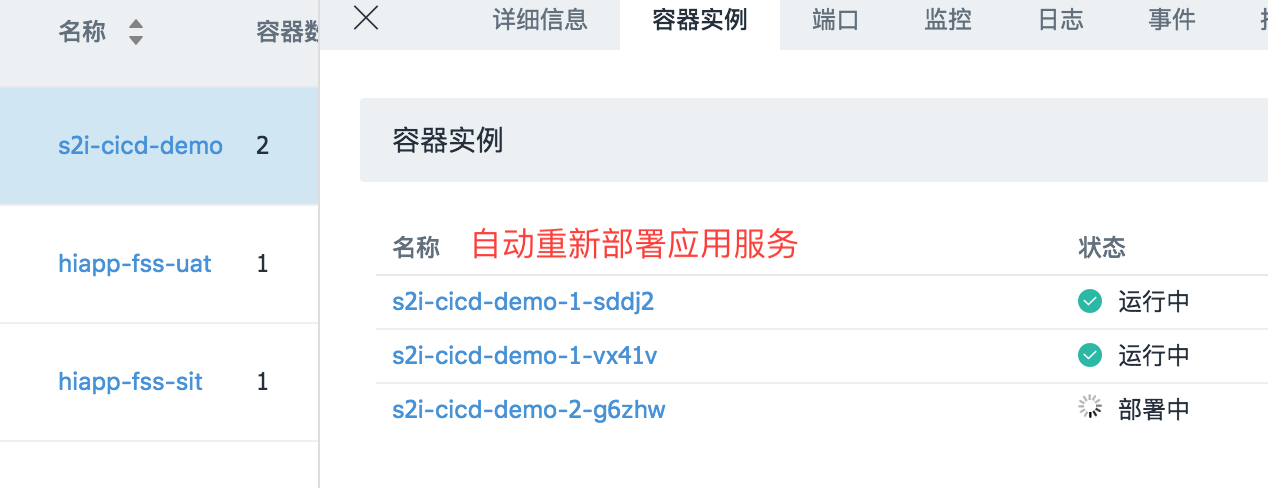 名称 容器数
s2i-cicd-demo 2
hiapp-fss-uat 1
hiapp-fss-sit 1
详细信息 容器实例 端口 监控 日志 事件
容器实例
名称 自动重新部署应用服务 状态
s2i-cicd-demo-1-sddj2 运行中
s2i-cicd-demo-1-vx41v 运行中
s2i-cicd-demo-2-g6zhw 部署中